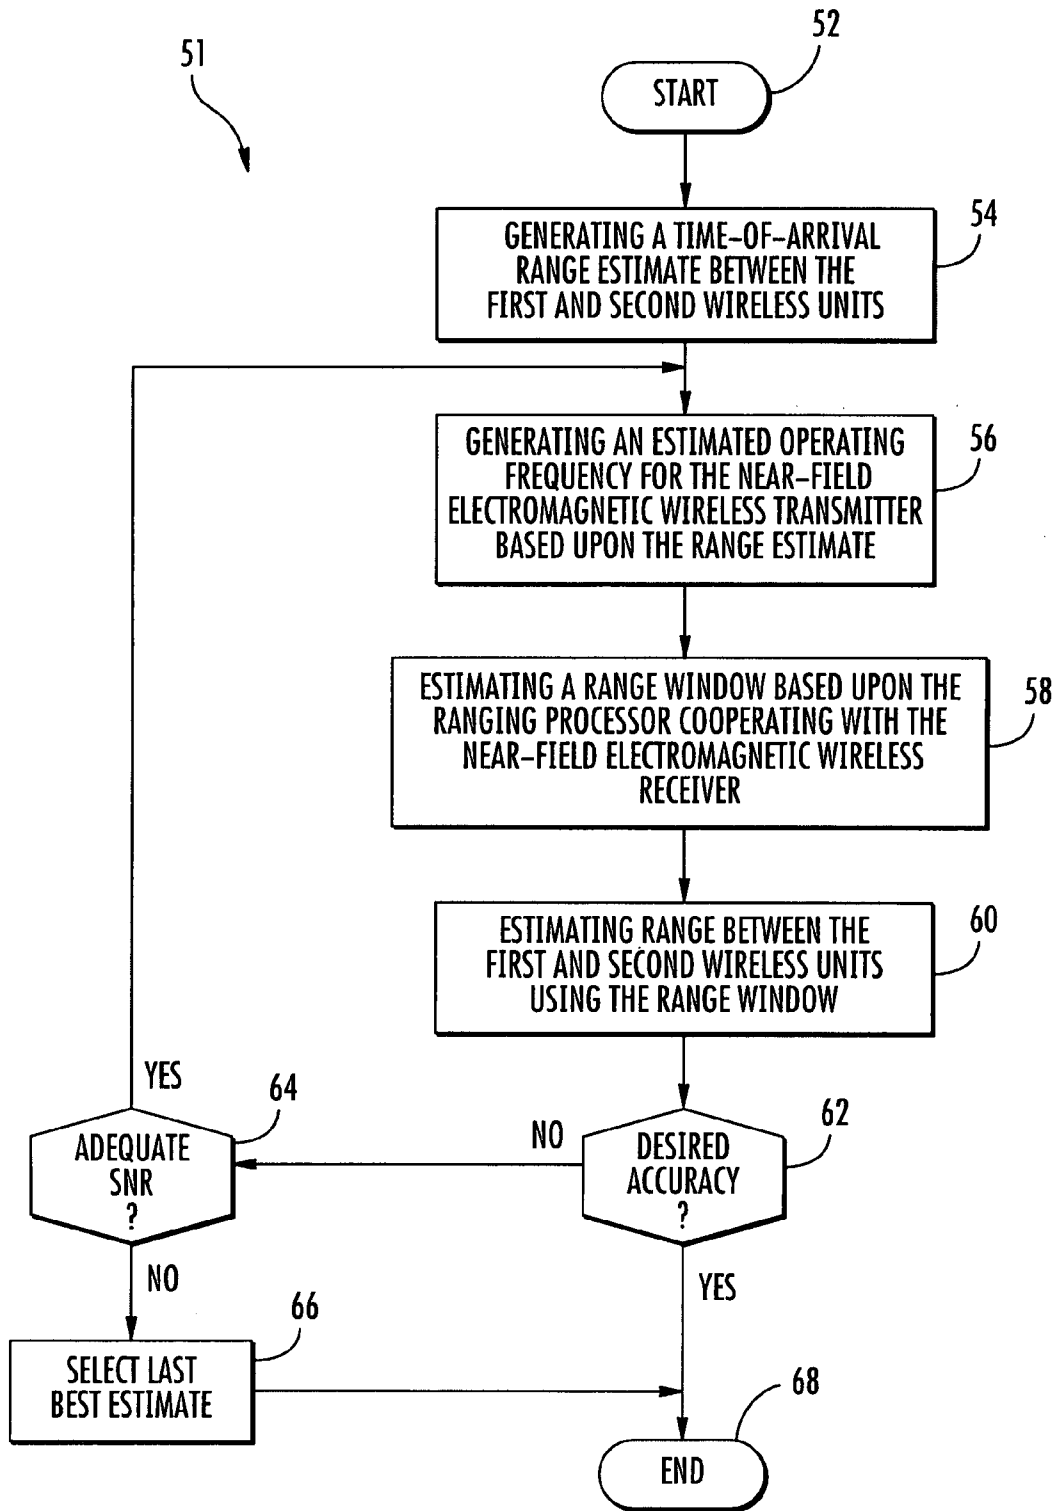 51
52
START
54
GENERATING A TIME-OF-ARRIVAL
RANGE ESTIMATE BETWEEN THE
FIRST AND SECOND WIRELESS UNITS
56
GENERATING AN ESTIMATED OPERATING
FREQUENCY FOR THE NEAR-FIELD
ELECTROMAGNETIC WIRELESS TRANSMITTER
BASED UPON THE RANGE ESTIMATE
58
ESTIMATING A RANGE WINDOW BASED UPON THE
RANGING PROCESSOR COOPERATING WITH THE
NEAR-FIELD ELECTROMAGNETIC WIRELESS
RECEIVER
60
ESTIMATING RANGE BETWEEN THE
FIRST AND SECOND WIRELESS UNITS
USING THE RANGE WINDOW
62
DESIRED
ACCURACY
?
NO
YES
64
ADEQUATE
SNR
?
YES
NO
66
SELECT LAST
BEST ESTIMATE
68
END